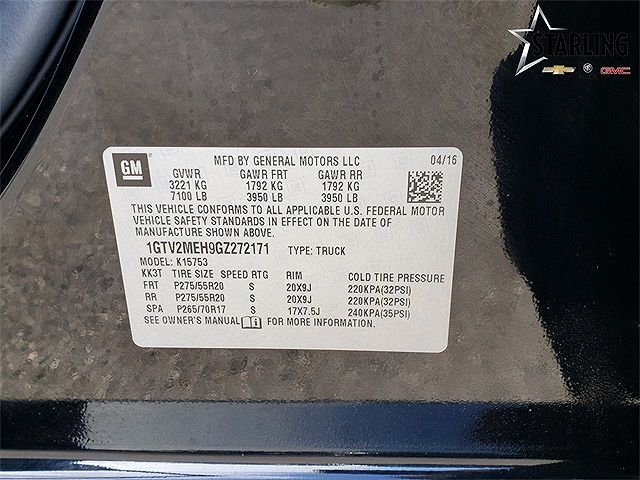 STARLING
GMC
GM
MFD BY GENERAL MOTORS LLC 04/16
GVWR GAWR FRT GAWR RR
3221 KG 1792 KG 1792 KG
7100 LB 3950 LB 3950 LB
THIS VEHICLE CONFORMS TO ALL APPLICABLE U.S. FEDERAL MOTOR
VEHICLE SAFETY STANDARDS IN EFFECT ON THE DATE OF
MANUFACTURE SHOWN ABOVE.
1GTV2MEH9GZ272171 TYPE: TRUCK
MODEL: K15753
KK3T TIRE SIZE SPEED RTG RIM COLD TIRE PRESSURE
FRT P275/55R20 S 20X9J 220KPA(32PSI)
RR P275/55R20 S 20X9J 220KPA(32PSI)
SPA P265/70R17 S 17X7.5J 240KPA(35PSI)
SEE OWNER'S MANUAL FOR MORE INFORMATION.